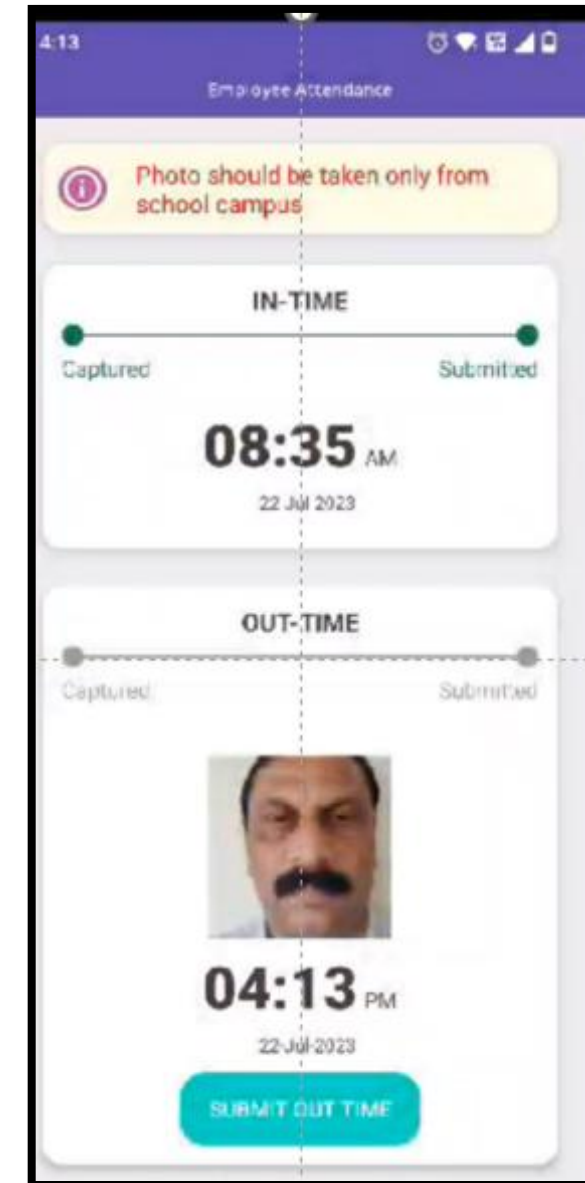 4:13
Employee Attendance
Photo should be taken only from
school campus
IN-TIME
Captured Submitted
08:35 AM
22 Jul 2023
OUT-TIME
Captured Submitted
04:13 PM
22-Jul-2023
SUBMIT OUT TIME